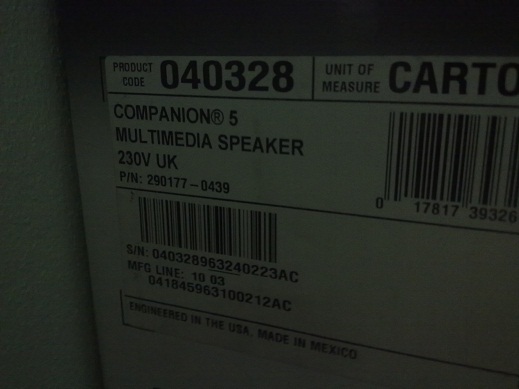 PRODUCT CODE 040328 UNIT OF MEASURE CARTO
COMPANION® 5
MULTIMEDIA SPEAKER
230V UK
P/N: 290177-0439
0 17817 39326
S/N: 040328963240223AC
MFG LINE: 10 03
041845963100212AC
ENGINEERED IN THE USA. MADE IN MEXICO